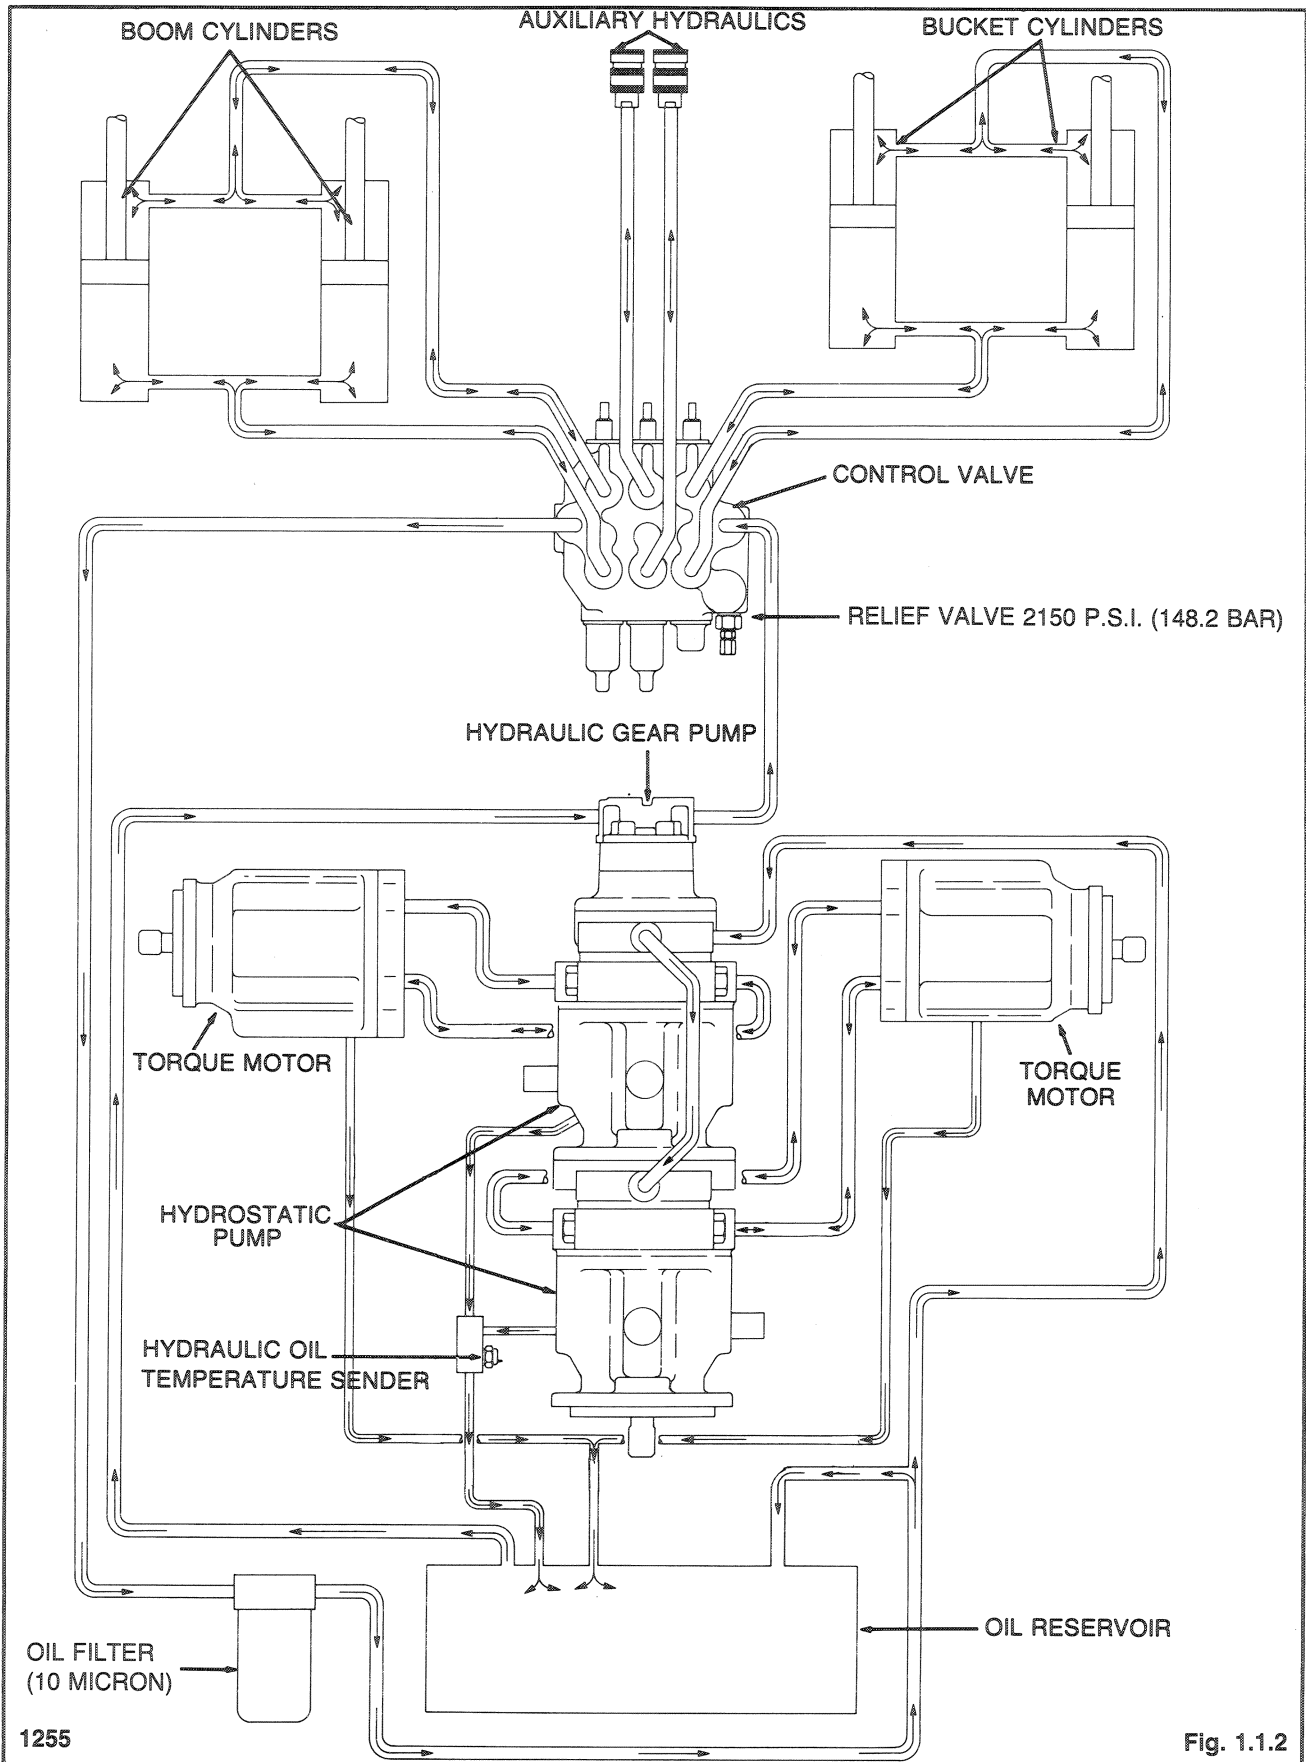 BOOM CYLINDERS
AUXILIARY HYDRAULICS
BUCKET CYLINDERS
CONTROL VALVE
RELIEF VALVE 2150 P.S.I. (148.2 BAR)
HYDRAULIC GEAR PUMP
TORQUE MOTOR
TORQUE
MOTOR
HYDROSTATIC
PUMP
HYDRAULIC OIL
TEMPERATURE SENDER
OIL RESERVOIR
OIL FILTER
(10 MICRON)
1255
Fig. 1.1.2